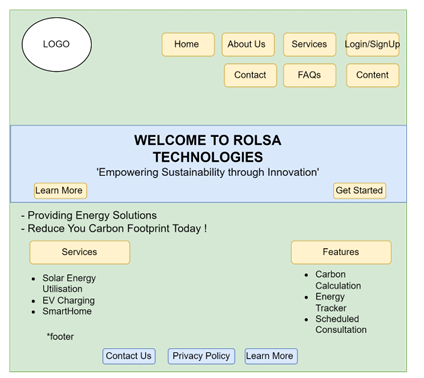 LOGO
Home
About Us
Services
Login/SignUp
Contact
FAQs
Content
WELCOME TO ROLSA
TECHNOLOGIES
'Empowering Sustainability through Innovation'
Learn More
Get Started
- Providing Energy Solutions
- Reduce You Carbon Footprint Today !
Services
• Solar Energy
Utilisation
• EV Charging
• SmartHome
Features
• Carbon
Calculation
• Energy
Tracker
• Scheduled
Consultation
*footer
Contact Us
Privacy Policy
Learn More